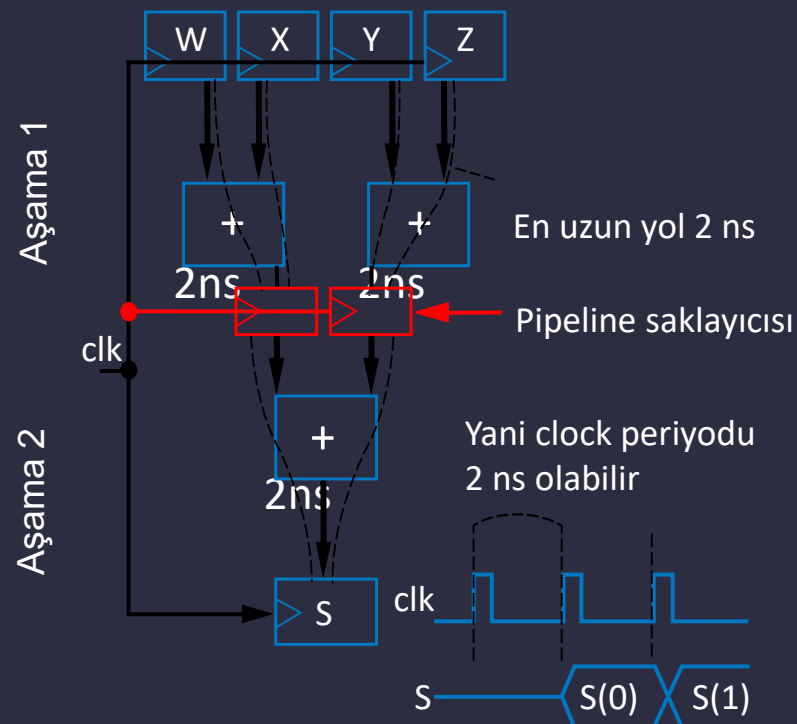 W X Y Z
Aşama 1
+ +
En uzun yol 2 ns
2ns 2ns
Pipeline saklayıcısı
clk
Aşama 2
+
Yani clock periyodu
2 ns olabilir
2ns
clk
S
S S(0) S(1)